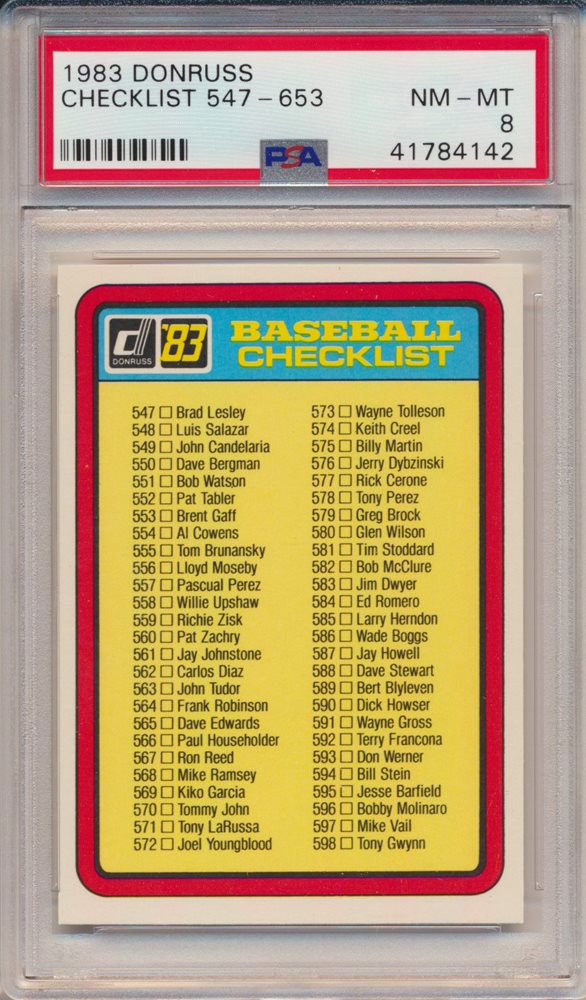 1983 DONRUSS
CHECKLIST 547 – 653
NM – MT
8
41784142
PSA
DONRUSS
'83
BASEBALL
CHECKLIST
547 ☐ Brad Lesley
548 ☐ Luis Salazar
549 ☐ John Candelaria
550 ☐ Dave Bergman
551 ☐ Bob Watson
552 ☐ Pat Tabler
553 ☐ Brent Gaff
554 ☐ Al Cowens
555 ☐ Tom Brunansky
556 ☐ Lloyd Moseby
557 ☐ Pascual Perez
558 ☐ Willie Upshaw
559 ☐ Richie Zisk
560 ☐ Pat Zachry
561 ☐ Jay Johnstone
562 ☐ Carlos Diaz
563 ☐ John Tudor
564 ☐ Frank Robinson
565 ☐ Dave Edwards
566 ☐ Paul Householder
567 ☐ Ron Reed
568 ☐ Mike Ramsey
569 ☐ Kiko Garcia
570 ☐ Tommy John
571 ☐ Tony LaRussa
572 ☐ Joel Youngblood
573 ☐ Wayne Tolleson
574 ☐ Keith Creel
575 ☐ Billy Martin
576 ☐ Jerry Dybzinski
577 ☐ Rick Cerone
578 ☐ Tony Perez
579 ☐ Greg Brock
580 ☐ Glen Wilson
581 ☐ Tim Stoddard
582 ☐ Bob McClure
583 ☐ Jim Dwyer
584 ☐ Ed Romero
585 ☐ Larry Herndon
586 ☐ Wade Boggs
587 ☐ Jay Howell
588 ☐ Dave Stewart
589 ☐ Bert Blyleven
590 ☐ Dick Howser
591 ☐ Wayne Gross
592 ☐ Terry Francona
593 ☐ Don Werner
594 ☐ Bill Stein
595 ☐ Jesse Barfield
596 ☐ Bobby Molinaro
597 ☐ Mike Vail
598 ☐ Tony Gwynn